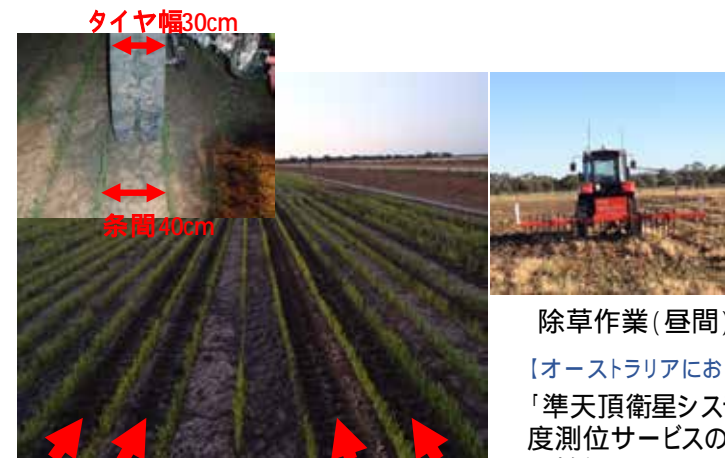 タイヤ幅30cm
条間40cm
除草作業(昼間)
【オーストラリアにお
「準天頂衛星シス
度測位サービスの